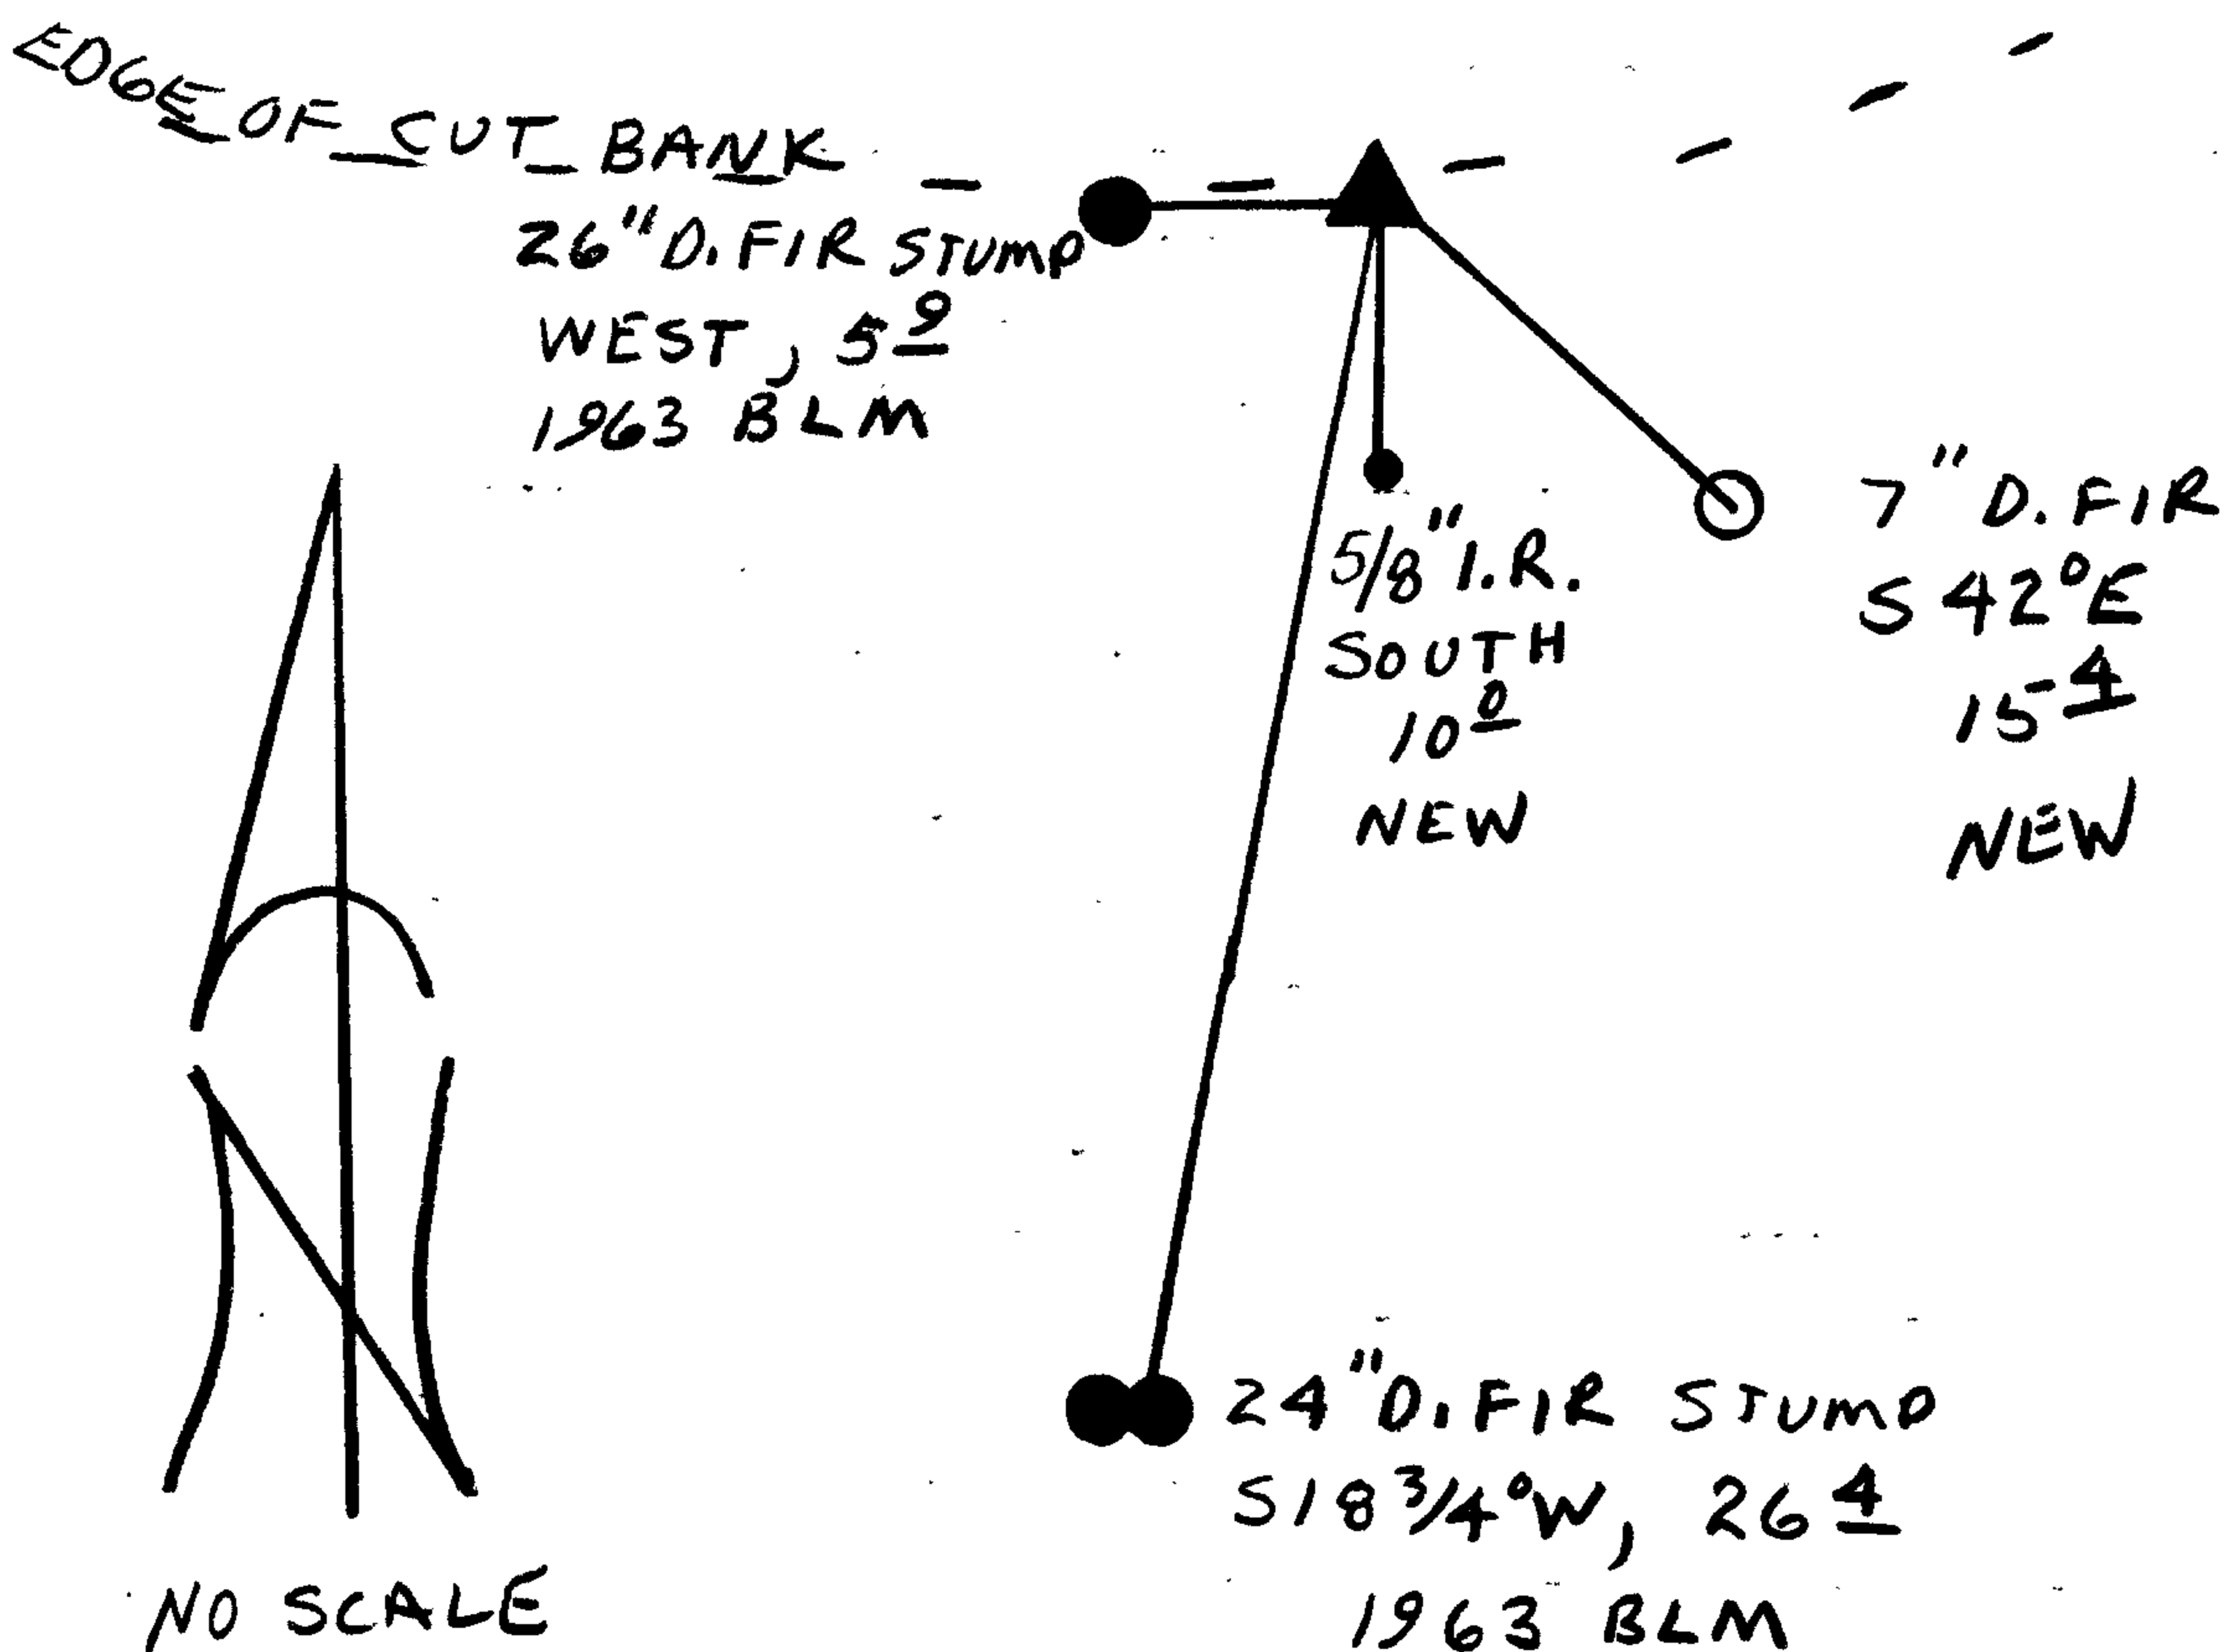 EDGE OF CUT BANK
26" D. FIR STUMP
WEST, 5 9
1963 BLM
7" D. FIR
S 42° E
15 4
NEW
5/8" I.R.
SOUTH
10 0
NEW
24" D. FIR STUMP
S 18 3/4° W, 26 4
1963 BLM
N
NO SCALE